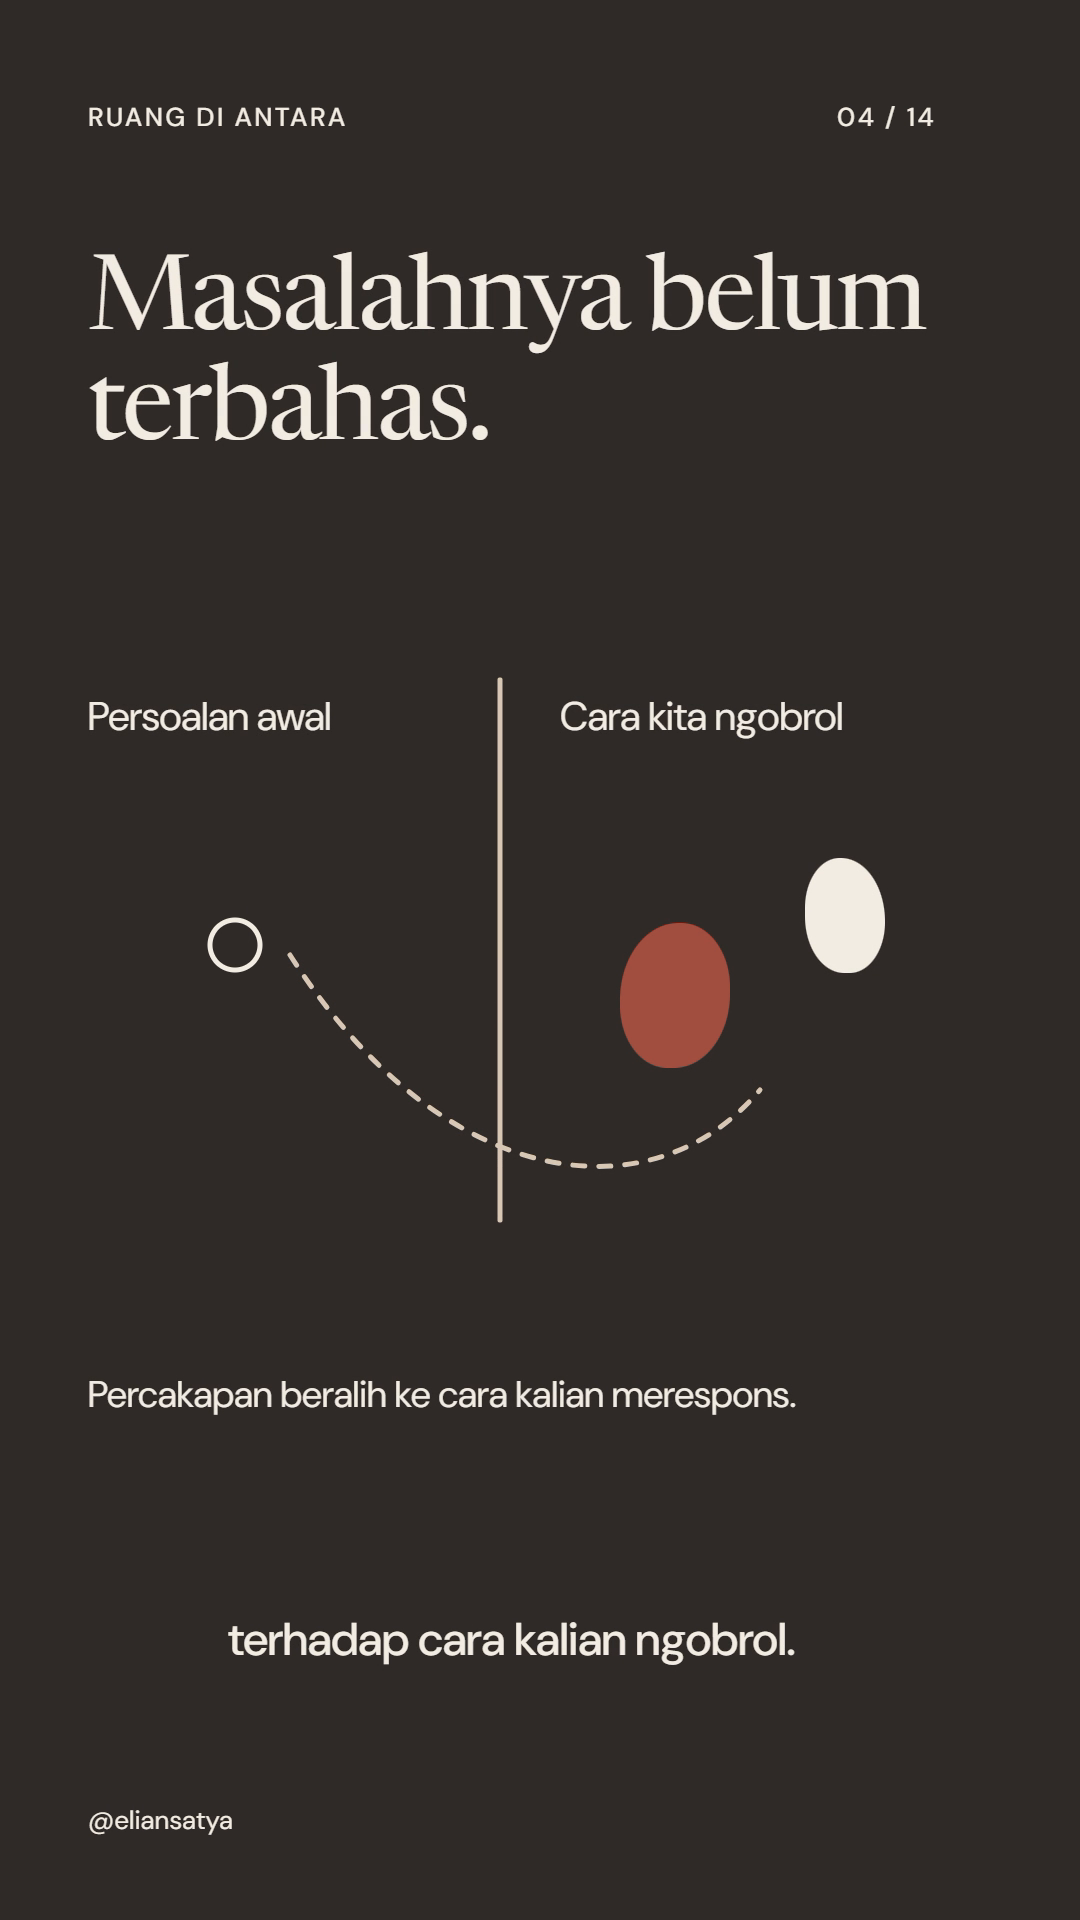 RUANG DI ANTARA
04 / 14
Masalahnya belum
terbahas.
Persoalan awal
Cara kita ngobrol
Percakapan beralih ke cara kalian merespons.
terhadap cara kalian ngobrol.
@eliansatya